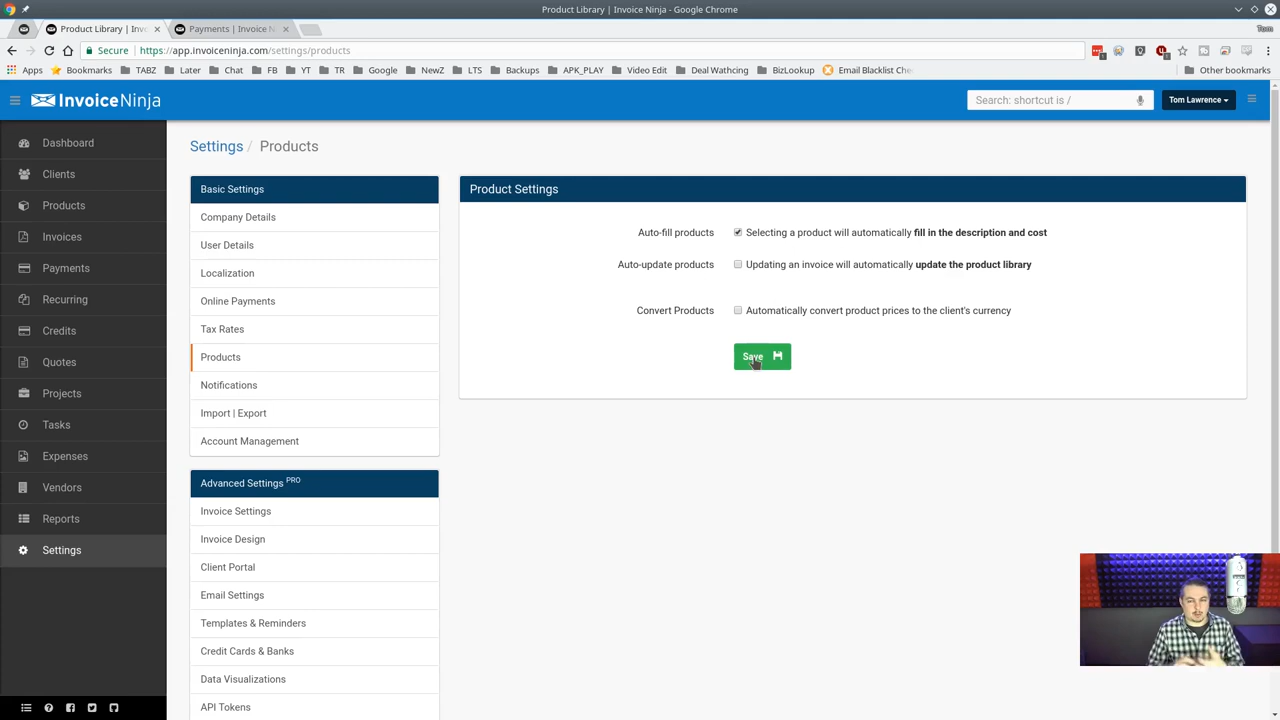 Product Library | Invoice Ninja - Google Chrome
Product Library | Invo
Payments | Invoice N
Tom
Secure
https://app.invoiceninja.com/settings/products
Apps
Bookmarks
TABZ
Later
Chat
FB
YT
TR
Google
NewZ
LTS
Backups
APK_PLAY
Video Edit
Deal Wathcing
BizLookup
Email Blacklist Che
Other bookmarks
InvoiceNinja
Search: shortcut is /
Tom Lawrence
Dashboard
Clients
Products
Invoices
Payments
Recurring
Credits
Quotes
Projects
Tasks
Expenses
Vendors
Reports
Settings
Settings / Products
Basic Settings
Company Details
User Details
Localization
Online Payments
Tax Rates
Products
Notifications
Import | Export
Account Management
Advanced Settings PRO
Invoice Settings
Invoice Design
Client Portal
Email Settings
Templates & Reminders
Credit Cards & Banks
Data Visualizations
API Tokens
Product Settings
Auto-fill products
Selecting a product will automatically fill in the description and cost
Auto-update products
Updating an invoice will automatically update the product library
Convert Products
Automatically convert product prices to the client's currency
Save